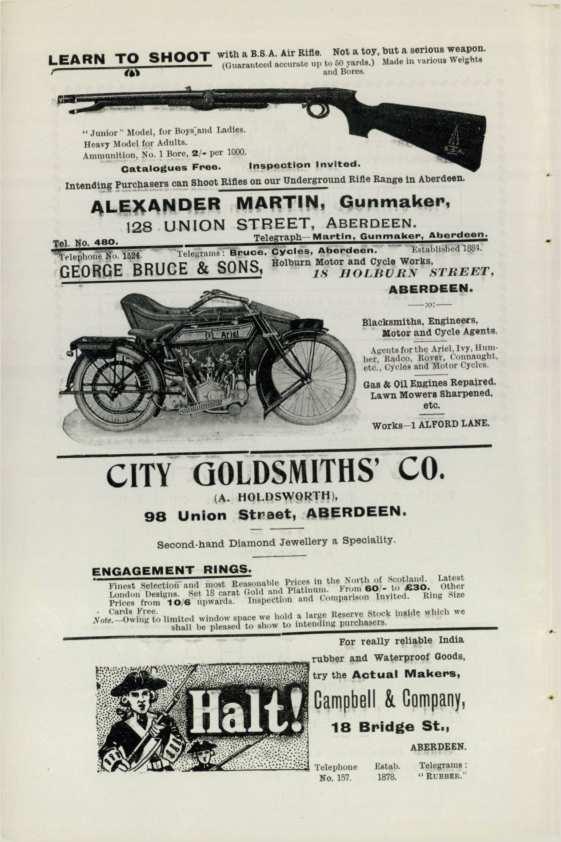 LEARN TO SHOOT with a B.S.A. Air Rifle. Not a toy, but a serious weapon.
(Guaranteed accurate up to 50 yards.) Made in various Weights
and Bores.
"Junior" Model, for Boys and Ladies.
Heavy Model for Adults.
Ammunition, No. 1 Bore, 2/- per 1000.
Catalogues Free. Inspection Invited.
Intending Purchasers can Shoot Rifles on our Underground Rifle Range in Aberdeen.
ALEXANDER MARTIN, Gunmaker,
128 UNION STREET, ABERDEEN.
Tel. No. 480. Telegraph—Martin, Gunmaker, Aberdeen.
Telephone No. 1524. Telegrams: Bruce, Cycles, Aberdeen. Established 1884.
GEORGE BRUCE & SONS, Holburn Motor and Cycle Works,
18 HOLBURN STREET,
ABERDEEN.
Ariel
Blacksmiths, Engineers,
Motor and Cycle Agents.
Agents for the Ariel, Ivy, Hum-
ber, Radco, Rover, Connaught,
etc., Cycles and Motor Cycles.
Gas & Oil Engines Repaired.
Lawn Mowers Sharpened,
etc.
Works—1 ALFORD LANE.
CITY GOLDSMITHS' CO.
(A. HOLDSWORTH),
98 Union Street, ABERDEEN.
Second-hand Diamond Jewellery a Speciality.
ENGAGEMENT RINGS.
Finest Selection and most Reasonable Prices in the North of Scotland. Latest
London Designs. Set 18 carat Gold and Platinum. From 60/- to £30. Other
Prices from 10/6 upwards. Inspection and Comparison Invited. Ring Size
Cards Free.
Note.—Owing to limited window space we hold a large Reserve Stock inside which we
shall be pleased to show to intending purchasers.
Halt!
For really reliable India
rubber and Waterproof Goods,
try the Actual Makers,
Campbell & Company,
18 Bridge St.,
ABERDEEN.
Telephone Estab. Telegrams:
No. 157. 1878. "RUBBER."